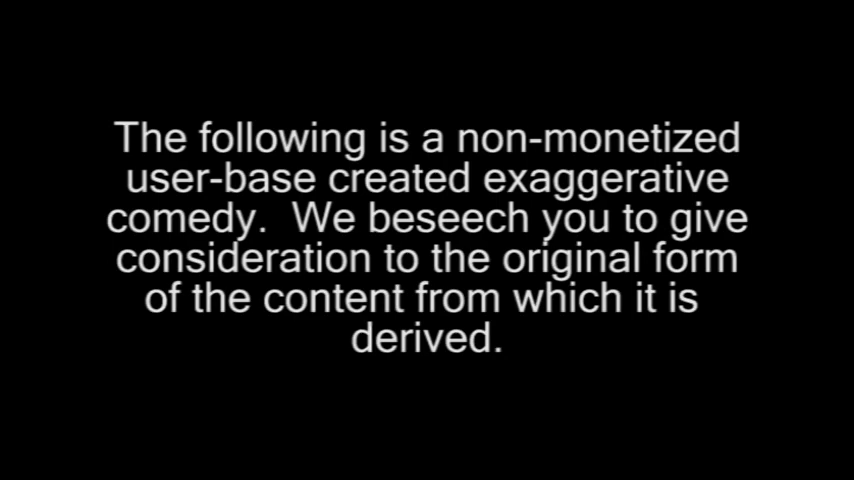 The following is a non-monetized
user-base created exaggerative
comedy.  We beseech you to give
consideration to the original form
of the content from which it is
derived.